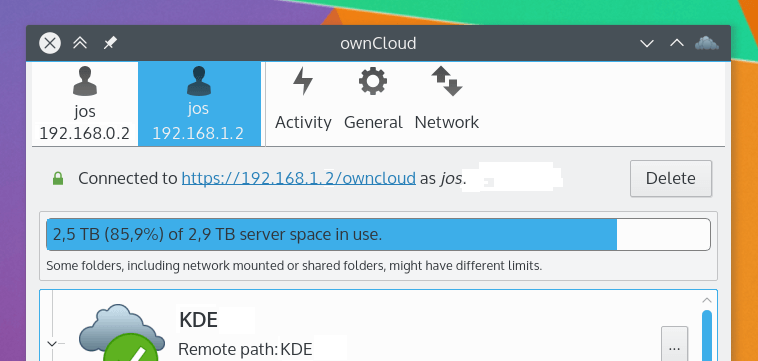 ownCloud
jos
192.168.0.2
jos
192.168.1.2
Activity
General
Network
Connected to https://192.168.1.2/owncloud as jos.
Delete
2,5 TB (85,9%) of 2,9 TB server space in use.
Some folders, including network mounted or shared folders, might have different limits.
KDE
Remote path: KDE
...